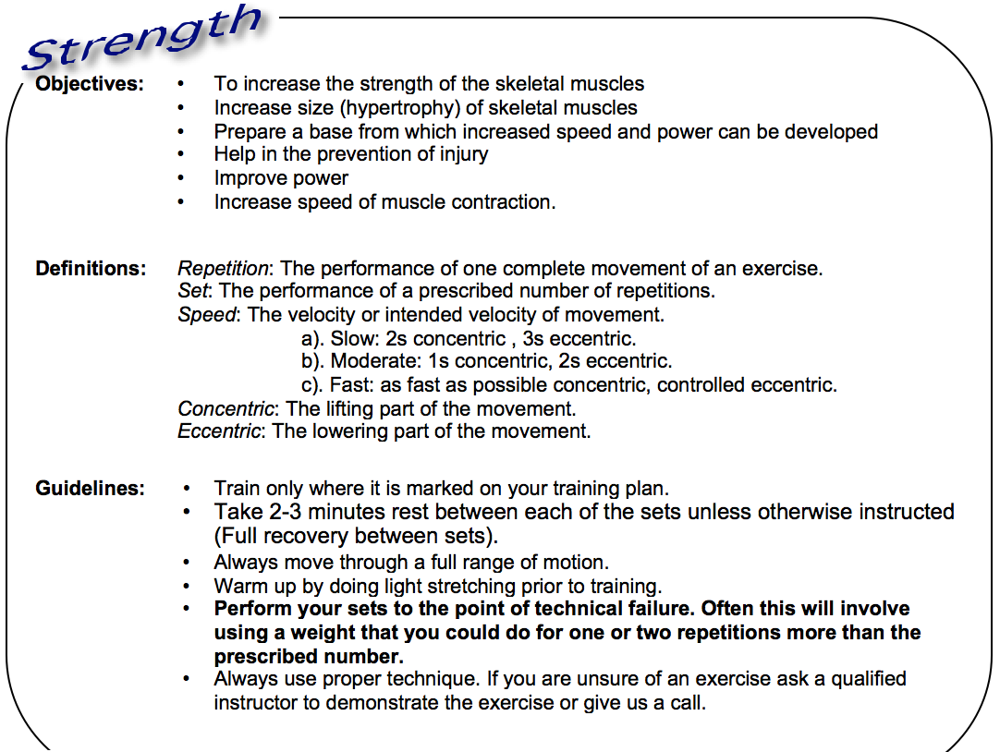 Strength
Objectives: • To increase the strength of the skeletal muscles
• Increase size (hypertrophy) of skeletal muscles
• Prepare a base from which increased speed and power can be developed
• Help in the prevention of injury
• Improve power
• Increase speed of muscle contraction.
Definitions: Repetition: The performance of one complete movement of an exercise.
Set: The performance of a prescribed number of repetitions.
Speed: The velocity or intended velocity of movement.
a). Slow: 2s concentric , 3s eccentric.
b). Moderate: 1s concentric, 2s eccentric.
c). Fast: as fast as possible concentric, controlled eccentric.
Concentric: The lifting part of the movement.
Eccentric: The lowering part of the movement.
Guidelines: • Train only where it is marked on your training plan.
• Take 2-3 minutes rest between each of the sets unless otherwise instructed
(Full recovery between sets).
• Always move through a full range of motion.
• Warm up by doing light stretching prior to training.
• Perform your sets to the point of technical failure. Often this will involve
using a weight that you could do for one or two repetitions more than the
prescribed number.
• Always use proper technique. If you are unsure of an exercise ask a qualified
instructor to demonstrate the exercise or give us a call.